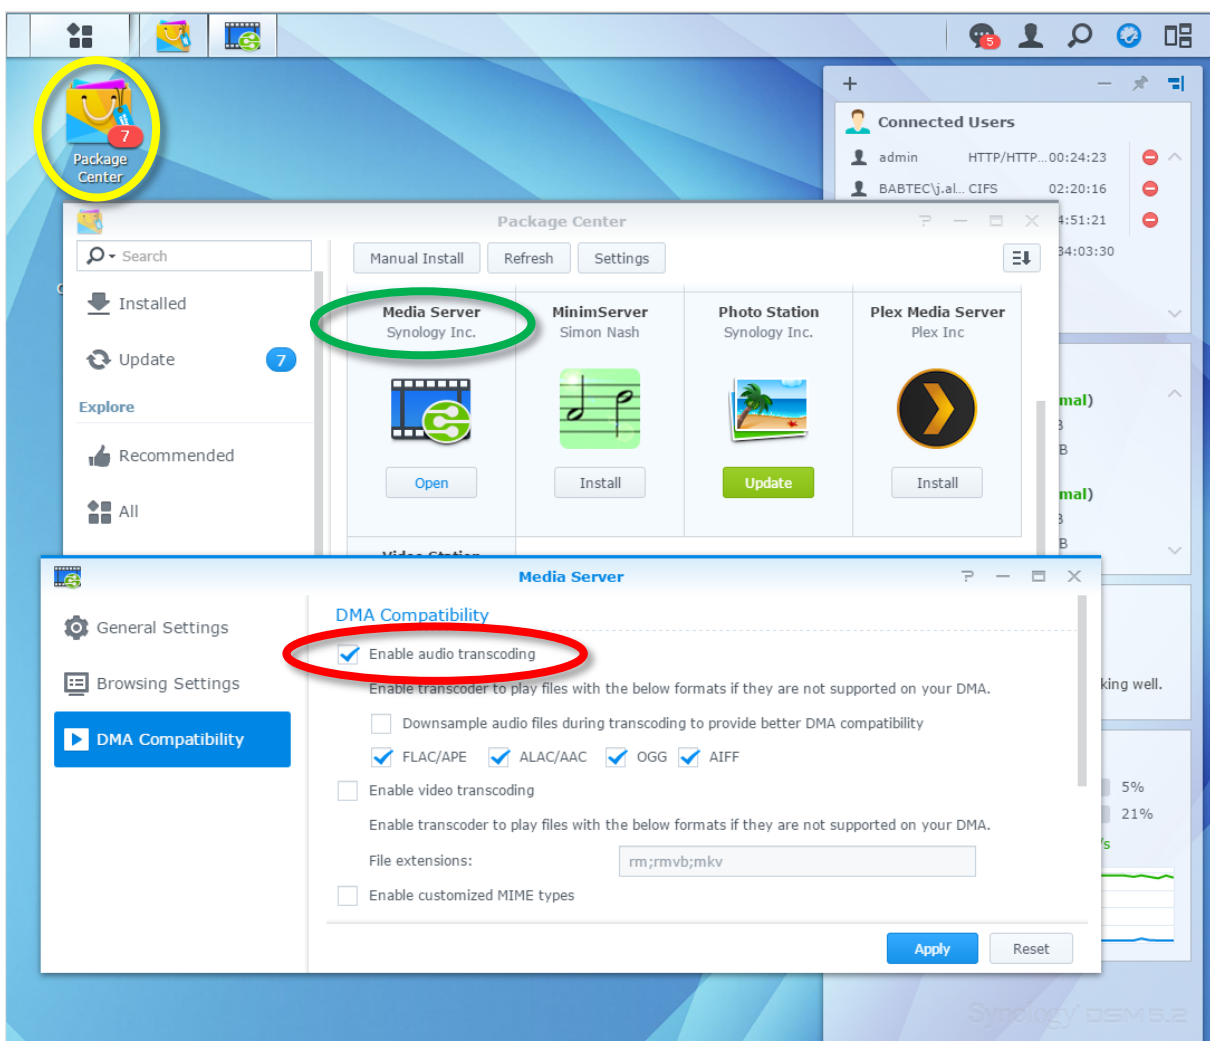 5
7
Package
Center
Connected Users
admin HTTP/HTTP... 00:24:23
BABTEC\j.al... CIFS 02:20:16
4:51:21
34:03:30
Package Center
Search
Manual Install Refresh Settings
Installed
Update 7
Explore
Recommended
All
Media Server
Synology Inc.
Open
MinimServer
Simon Nash
Install
Photo Station
Synology Inc.
Update
Plex Media Server
Plex Inc
Install
Video Station
mal)
B
mal)
B
Media Server
General Settings
Browsing Settings
DMA Compatibility
DMA Compatibility
Enable audio transcoding
Enable transcoder to play files with the below formats if they are not supported on your DMA.
Downsample audio files during transcoding to provide better DMA compatibility
FLAC/APE ALAC/AAC OGG AIFF
Enable video transcoding
Enable transcoder to play files with the below formats if they are not supported on your DMA.
File extensions: rm;rmvb;mkv
Enable customized MIME types
Apply Reset
king well.
5%
21%
/s
Synology DSM 5.2